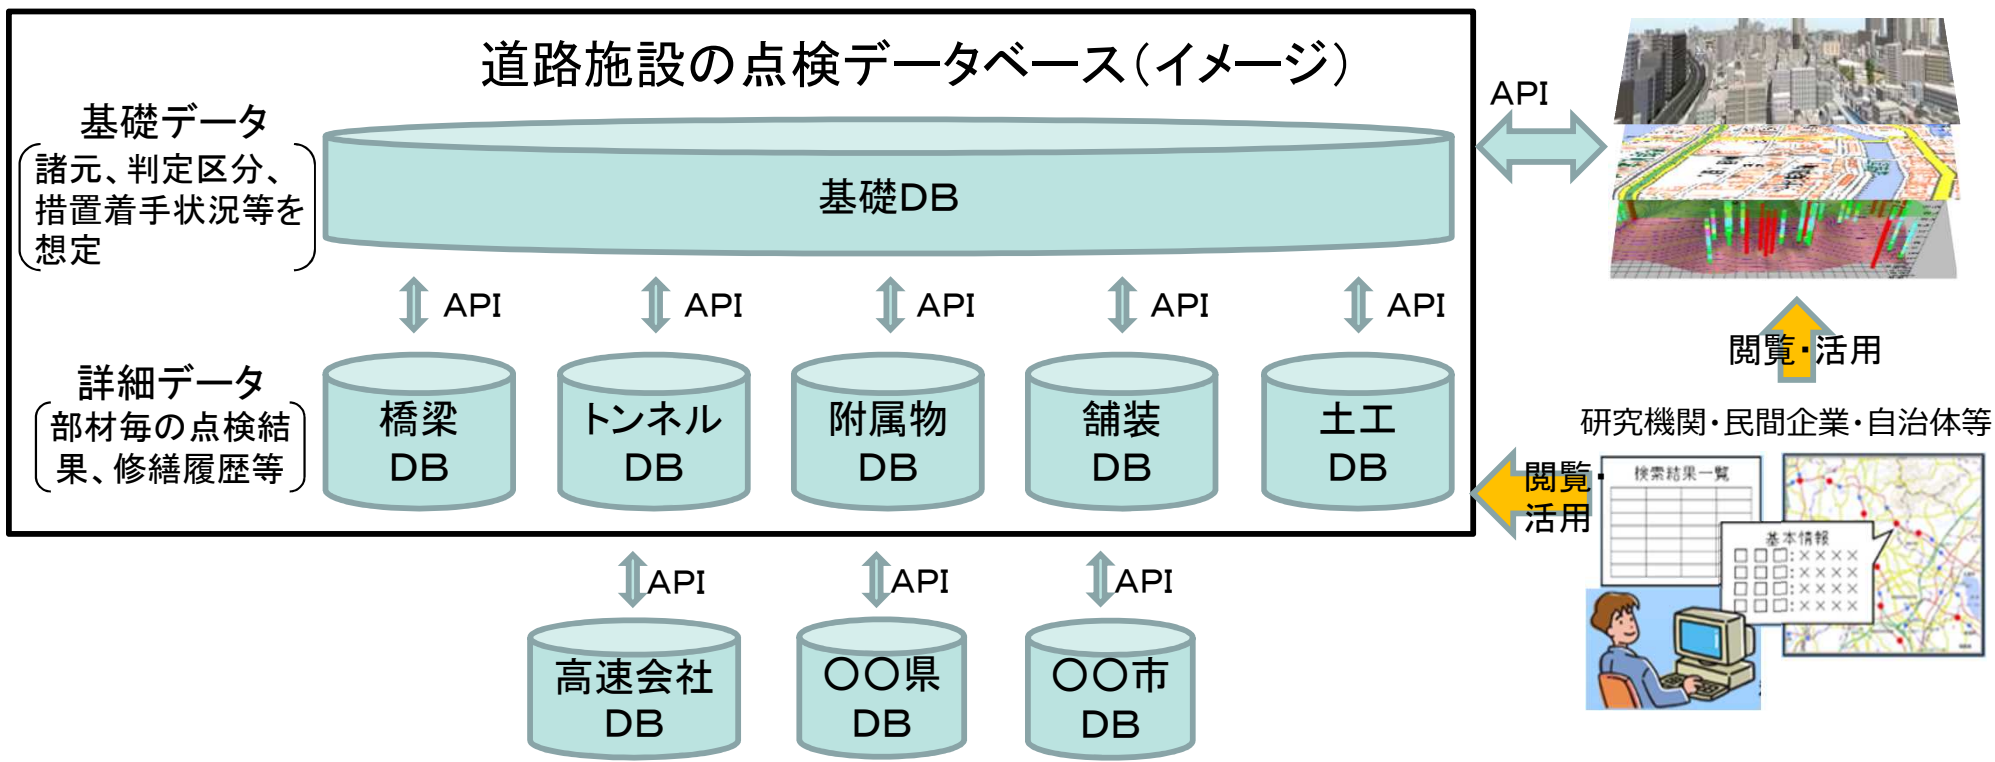 道路施設の点検データベース（イメージ）
基礎データ
諸元、判定区分、
措置着手状況等を
想定
基礎DB
API
API
API
API
API
API
詳細データ
部材毎の点検結
果、修繕履歴等
橋梁
DB
トンネル
DB
附属物
DB
舗装
DB
土工
DB
API
API
API
高速会社
DB
〇〇県
DB
〇〇市
DB
閲覧・活用
研究機関・民間企業・自治体等
閲覧・
活用
検索結果一覧
基本情報
□□□：××××
□□□：××××
□□□：××××